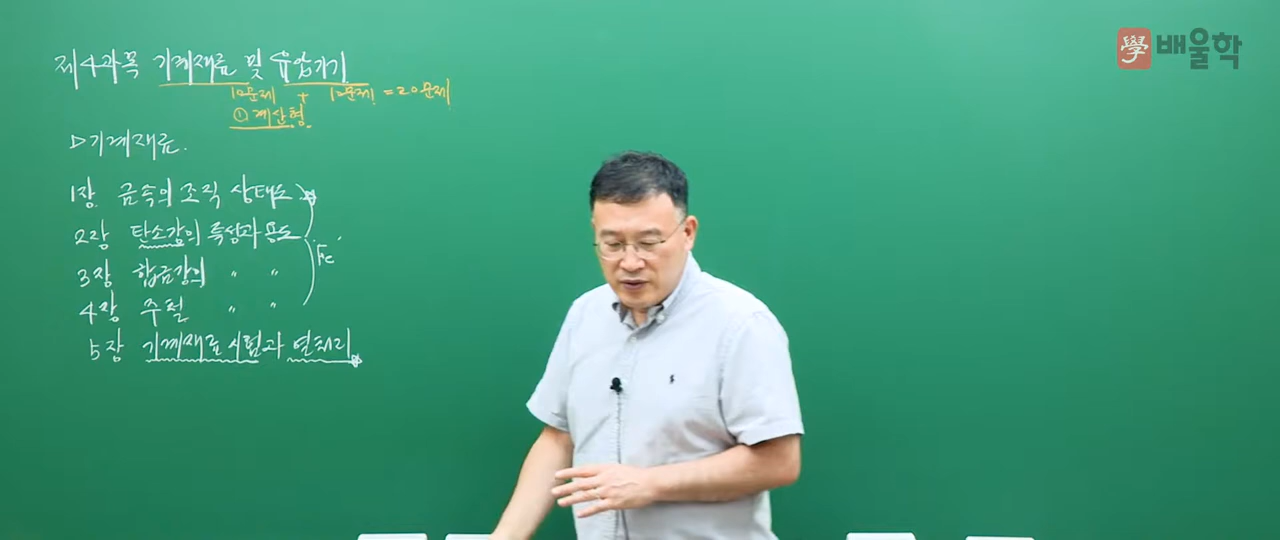 學 배울학
제4과목 기계재료 및 유압기기
10문제 + 10문제 = 20문제
① 계산형
▷기계재료.
1장. 금속의 조직 상태도
2장 탄소강의 특성과 용도
3장 합금강의 〃 〃
4장 주철 〃 〃
Fe
5장 기계재료시험과 열처리